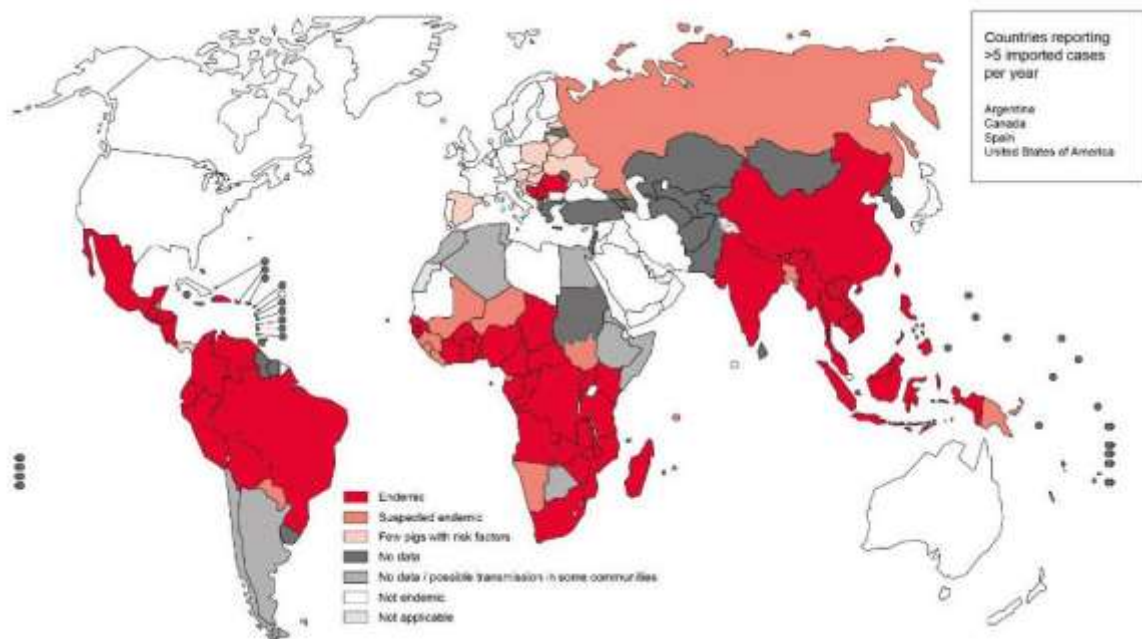 Countries reporting
>5 imported cases
per year
Argentina
Canada
Spain
United States of America
Endemic
Suspected endemic
Few pigs with risk factors
No data
No data / possible transmission in some communities
Not endemic
Not applicable